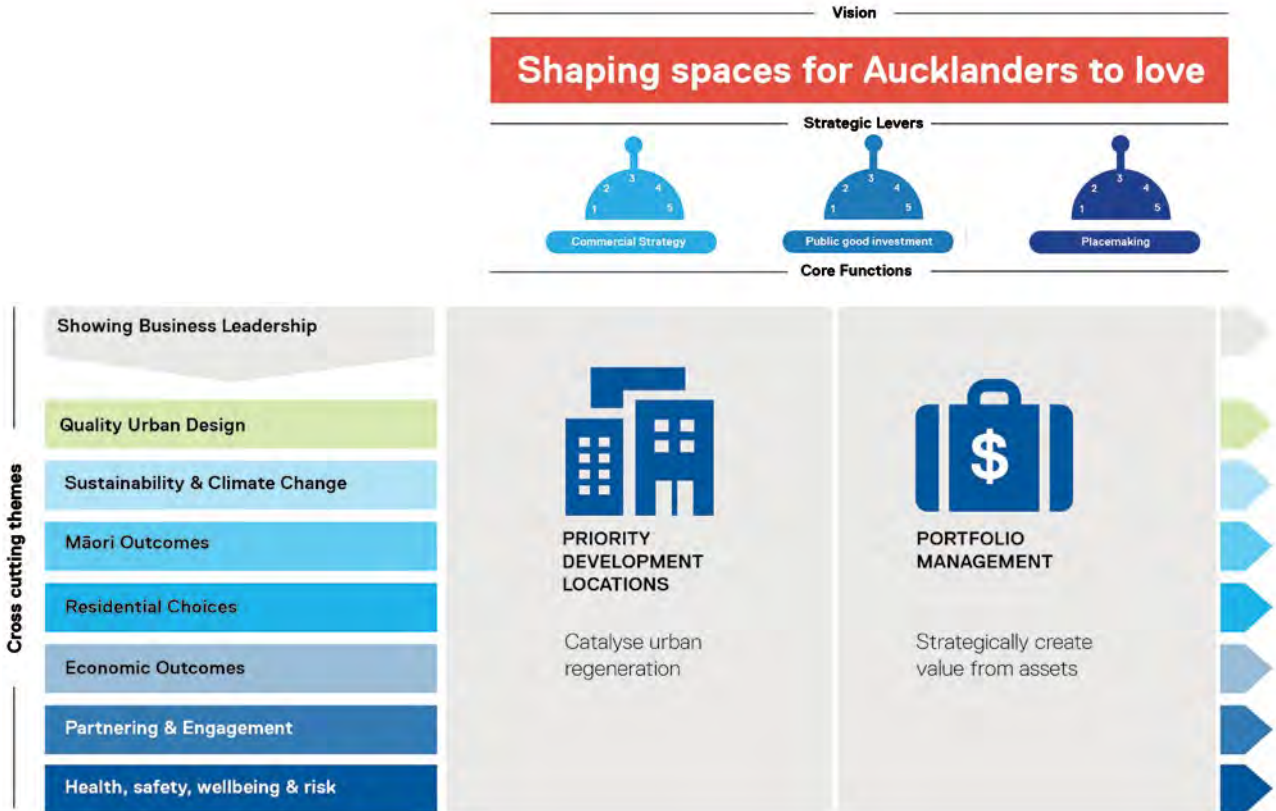 Vision
Shaping spaces for Aucklanders to love
Strategic Levers
1 2 3 4 5
Commercial Strategy
1 2 3 4 5
Public good investment
1 2 3 4 5
Placemaking
Core Functions
Cross cutting themes
Showing Business Leadership
Quality Urban Design
Sustainability & Climate Change
Māori Outcomes
Residential Choices
Economic Outcomes
Partnering & Engagement
Health, safety, wellbeing & risk
PRIORITY
DEVELOPMENT
LOCATIONS
Catalyse urban
regeneration
$
PORTFOLIO
MANAGEMENT
Strategically create
value from assets